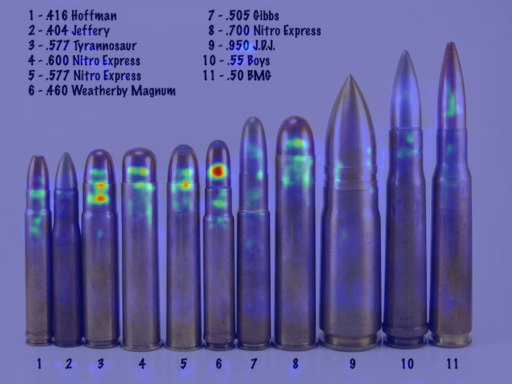 1 - .416 Hoffman
2 - .404 Jeffery
3 - .577 Tyrannosaur
4 - .600 Nitro Express
5 - .577 Nitro Express
6 - .460 Weatherby Magnum
7 - .505 Gibbs
8 - .700 Nitro Express
9 - .950 J.D.J.
10 - .55 Boys
11 - .50 BMG
1 2 3 4 5 6 7 8 9 10 11